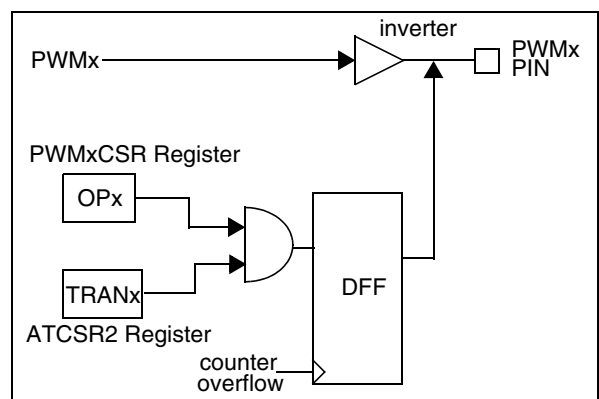 inverter
PWMx
PWMx
PIN
PWMxCSR Register
OPx
TRANx
DFF
ATCSR2 Register
counter
overflow